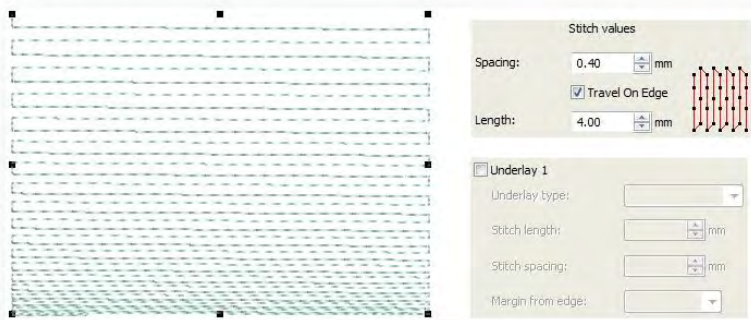 Stitch values
Spacing: 0.40 mm
Travel On Edge
Length: 4.00 mm
Underlay 1
Underlay type:
Stitch length: mm
Stitch spacing: mm
Margin from edge: